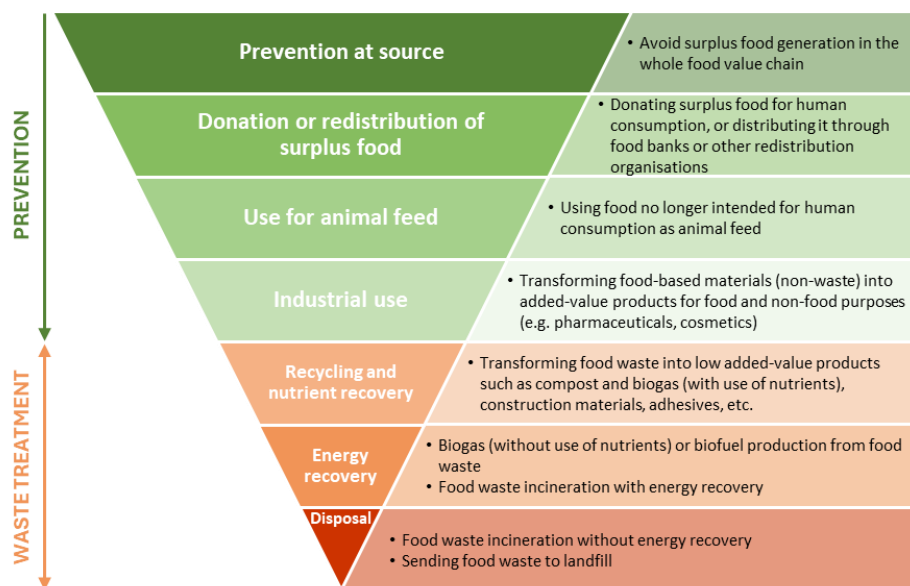 PREVENTION
Prevention at source
• Avoid surplus food generation in the
whole food value chain
Donation or redistribution of
surplus food
• Donating surplus food for human
consumption, or distributing it through
food banks or other redistribution
organisations
Use for animal feed
• Using food no longer intended for human
consumption as animal feed
Industrial use
• Transforming food-based materials (non-waste) into
added-value products for food and non-food purposes
(e.g. pharmaceuticals, cosmetics)
WASTE TREATMENT
Recycling and
nutrient recovery
• Transforming food waste into low added-value products
such as compost and biogas (with use of nutrients),
construction materials, adhesives, etc.
Energy
recovery
• Biogas (without use of nutrients) or biofuel production from food
waste
• Food waste incineration with energy recovery
Disposal
• Food waste incineration without energy recovery
• Sending food waste to landfill